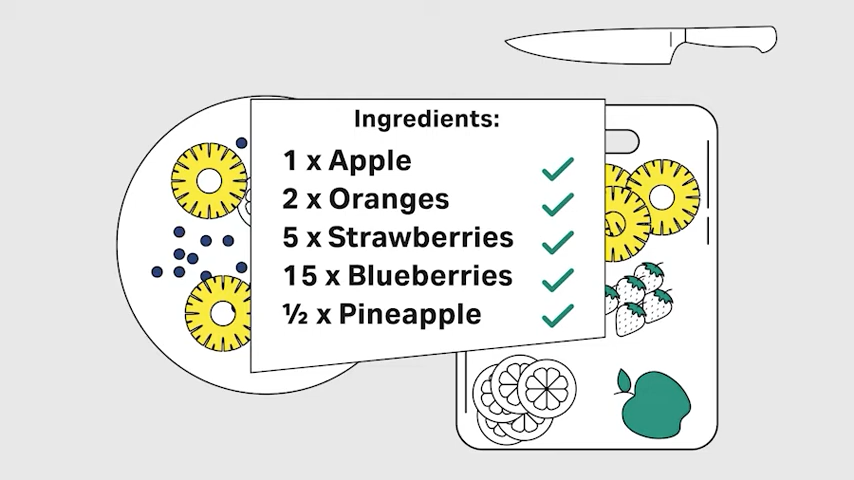 Ingredients:
1 x Apple
2 x Oranges
5 x Strawberries
15 x Blueberries
½ x Pineapple